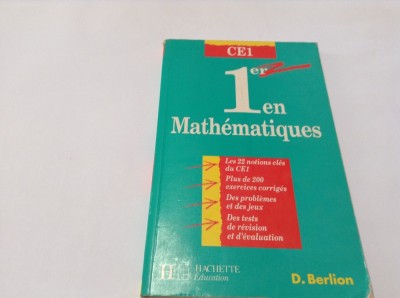 CE1
1er
en
Mathématiques
Les 22 notions clés
du CE1
Plus de 200
exercices corrigés
Des problèmes
et des jeux
Des tests
de révision
et d'évaluation
HACHETTE
Éducation
D. Berlion